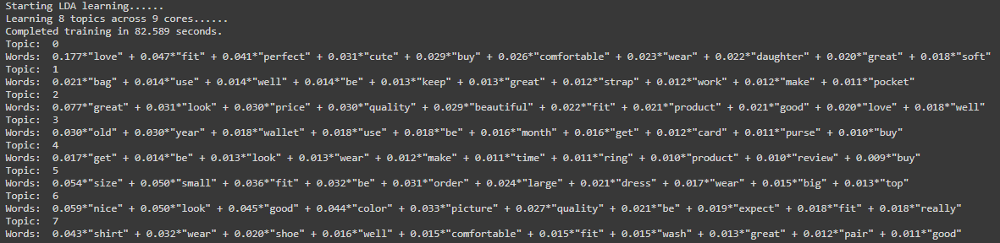 Starting LDA learning......
Learning 8 topics across 9 cores......
Completed training in 82.589 seconds.
Topic:  0
Words:  0.177*"love" + 0.047*"fit" + 0.041*"perfect" + 0.031*"cute" + 0.029*"buy" + 0.026*"comfortable" + 0.023*"wear" + 0.022*"daughter" + 0.020*"great" + 0.018*"soft"
Topic:  1
Words:  0.021*"bag" + 0.014*"use" + 0.014*"well" + 0.014*"be" + 0.013*"keep" + 0.013*"great" + 0.012*"strap" + 0.012*"work" + 0.012*"make" + 0.011*"pocket"
Topic:  2
Words:  0.077*"great" + 0.031*"look" + 0.030*"price" + 0.030*"quality" + 0.029*"beautiful" + 0.022*"fit" + 0.021*"product" + 0.021*"good" + 0.020*"love" + 0.018*"well"
Topic:  3
Words:  0.030*"old" + 0.030*"year" + 0.018*"wallet" + 0.018*"use" + 0.018*"be" + 0.016*"month" + 0.016*"get" + 0.012*"card" + 0.011*"purse" + 0.010*"buy"
Topic:  4
Words:  0.017*"get" + 0.014*"be" + 0.013*"look" + 0.013*"wear" + 0.012*"make" + 0.011*"time" + 0.011*"ring" + 0.010*"product" + 0.010*"review" + 0.009*"buy"
Topic:  5
Words:  0.054*"size" + 0.050*"small" + 0.036*"fit" + 0.032*"be" + 0.031*"order" + 0.024*"large" + 0.021*"dress" + 0.017*"wear" + 0.015*"big" + 0.013*"top"
Topic:  6
Words:  0.059*"nice" + 0.050*"look" + 0.045*"good" + 0.044*"color" + 0.033*"picture" + 0.027*"quality" + 0.021*"be" + 0.019*"expect" + 0.018*"fit" + 0.018*"really"
Topic:  7
Words:  0.043*"shirt" + 0.032*"wear" + 0.020*"shoe" + 0.016*"well" + 0.015*"comfortable" + 0.015*"fit" + 0.015*"wash" + 0.013*"great" + 0.012*"pair" + 0.011*"good"